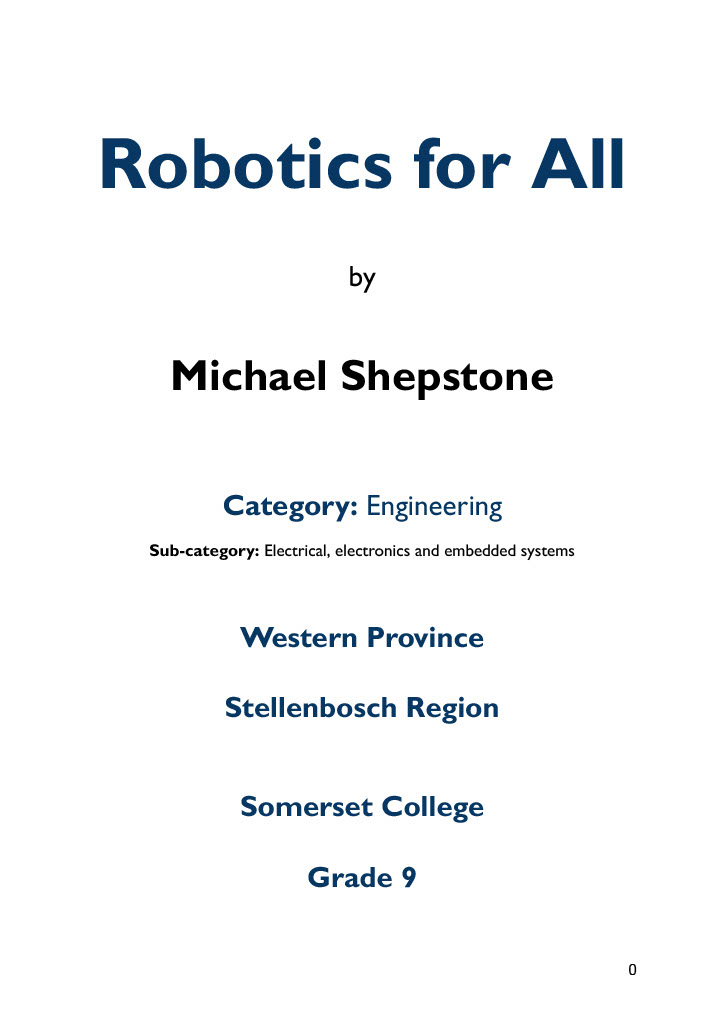 Robotics for All
by
Michael Shepstone
Category: Engineering
Sub-category: Electrical, electronics and embedded systems
Western Province
Stellenbosch Region
Somerset College
Grade 9
0